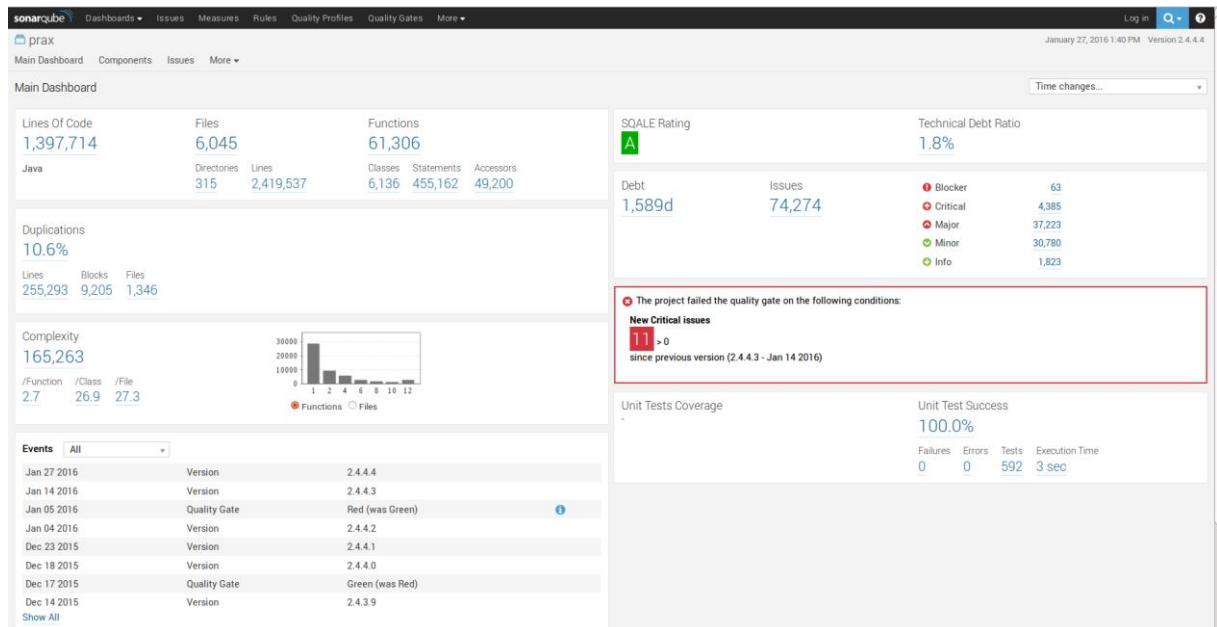 sonarqube Dashboards Issues Measures Rules Quality Profiles Quality Gates More Log in
prax January 27, 2016 1:40 PM Version 2.4.4.4
Main Dashboard Components Issues More
Main Dashboard Time changes...
Lines Of Code Files Functions
1,397,714 6,045 61,306
Java Directories Lines Classes Statements Accessors
315 2,419,537 6,136 455,162 49,200
Duplications
10.6%
Lines Blocks Files
255,293 9,205 1,346
Complexity
165,263
/Function /Class /File
2.7 26.9 27.3
30000
20000
10000
0
1 2 4 6 8 10 12
Functions Files
Events All
Jan 27 2016 Version 2.4.4.4
Jan 14 2016 Version 2.4.4.3
Jan 05 2016 Quality Gate Red (was Green)
Jan 04 2016 Version 2.4.4.2
Dec 23 2015 Version 2.4.4.1
Dec 18 2015 Version 2.4.4.0
Dec 17 2015 Quality Gate Green (was Red)
Dec 14 2015 Version 2.4.3.9
Show All
SQALE Rating Technical Debt Ratio
A 1.8%
Debt Issues
1,589d 74,274
Blocker 63
Critical 4,385
Major 37,223
Minor 30,780
Info 1,823
The project failed the quality gate on the following conditions:
New Critical issues
11 > 0
since previous version (2.4.4.3 - Jan 14 2016)
Unit Tests Coverage Unit Test Success
- 100.0%
Failures Errors Tests Execution Time
0 0 592 3 sec